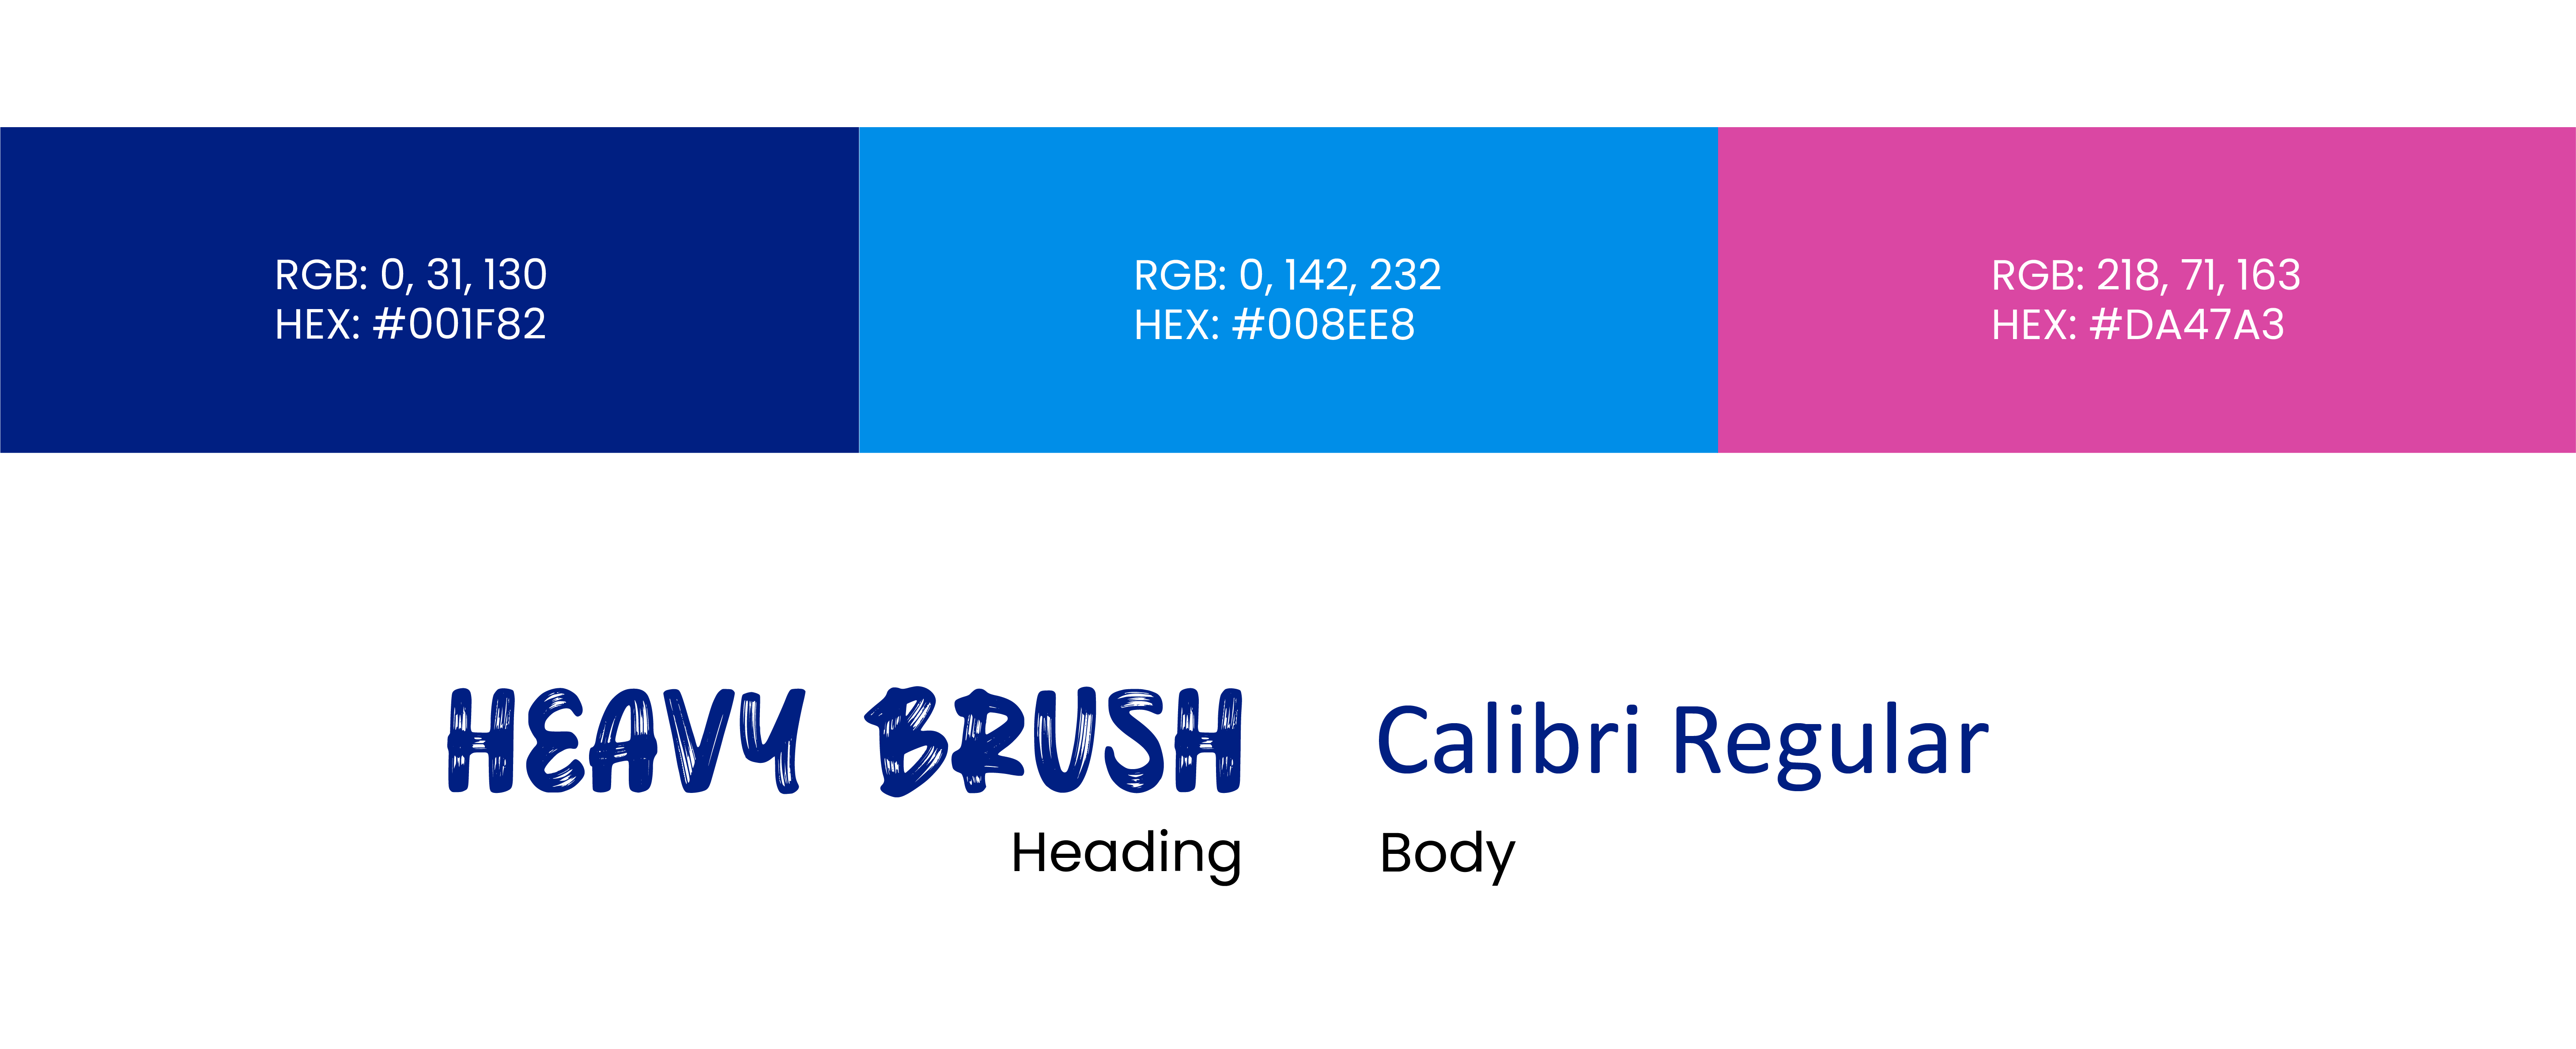 RGB: 0, 31, 130
HEX: #001F82
RGB: 0, 142, 232
HEX: #008EE8
RGB: 218, 71, 163
HEX: #DA47A3
HEAVY BRUSH
Heading
Calibri Regular
Body